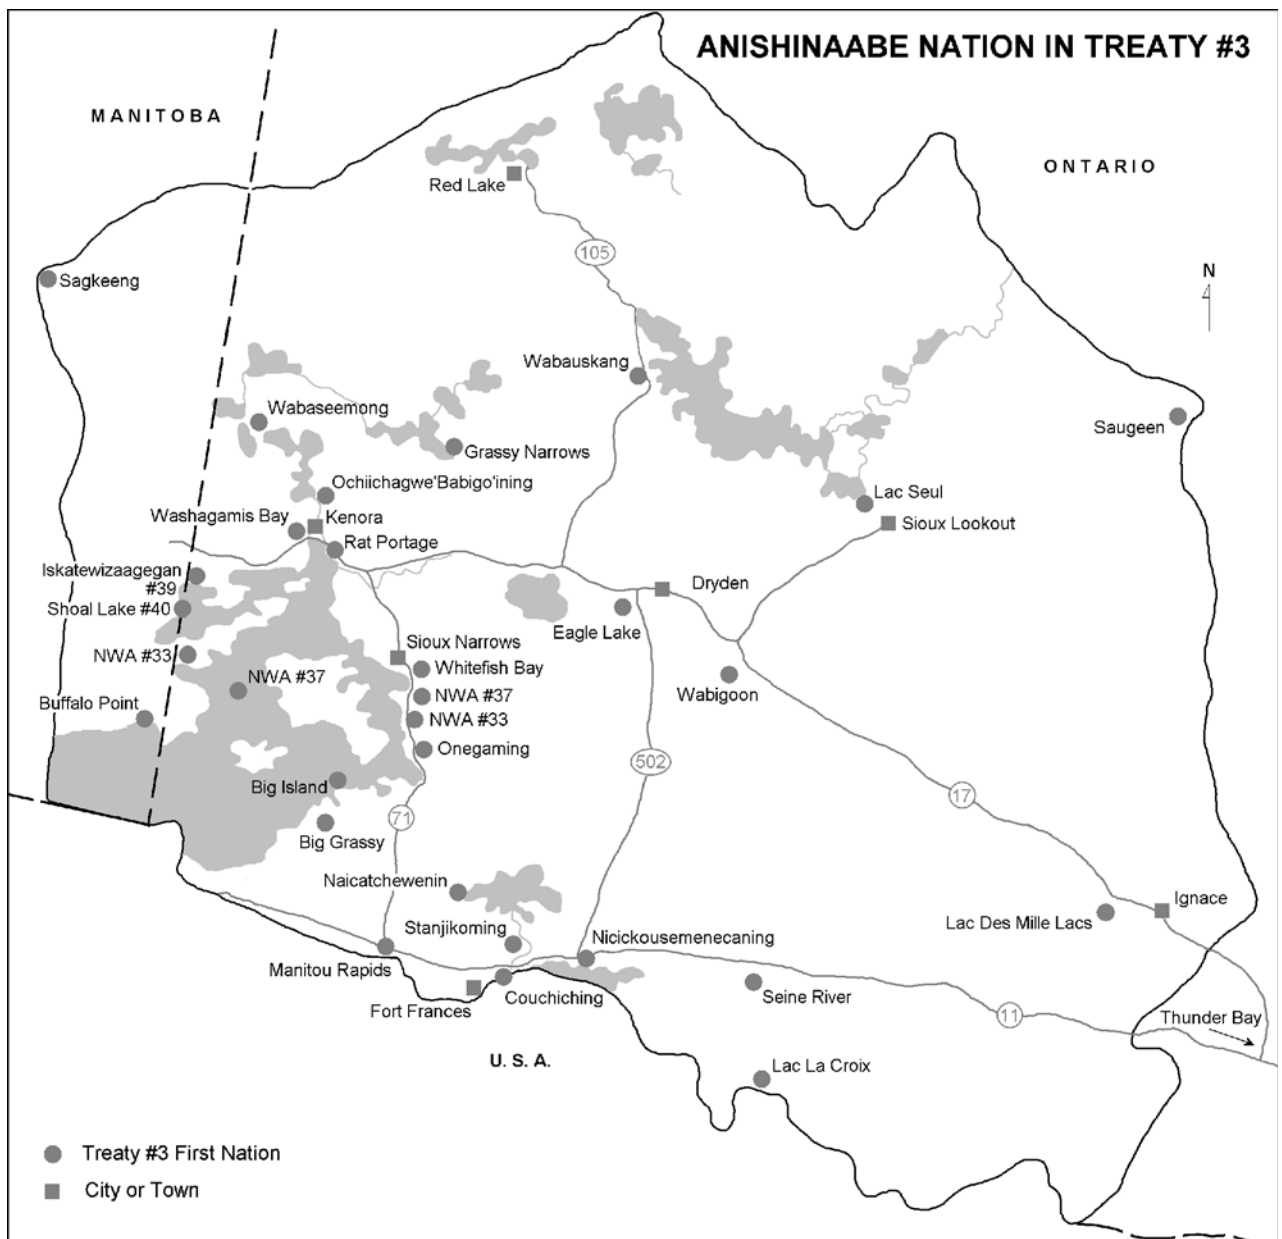 ANISHINAABE NATION IN TREATY #3
MANITOBA
ONTARIO
Red Lake
105
N
Sagkeeng
Wabauskang
Wabaseemong
Saugeen
Grassy Narrows
Ochiichagwe'Babigo'ining
Lac Seul
Washagamis Bay
Kenora
Sioux Lookout
Rat Portage
Iskatewizaagegan
#39
Dryden
Shoal Lake #40
Eagle Lake
Sioux Narrows
NWA #33
Whitefish Bay
NWA #37
Wabigoon
NWA #37
Buffalo Point
NWA #33
Onegaming
502
Big Island
17
71
Big Grassy
Naicatchewenin
Ignace
Lac Des Mille Lacs
Stanjikoming
Nicickousemenecaning
Manitou Rapids
Seine River
Couchiching
Fort Frances
11
Thunder Bay
U. S. A.
Lac La Croix
Treaty #3 First Nation
City or Town